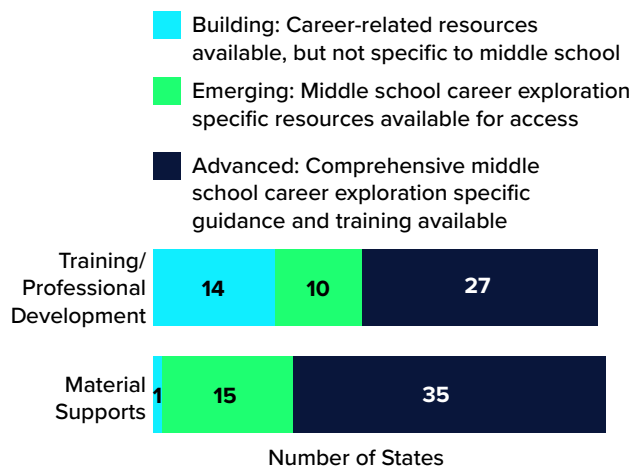 Building: Career-related resources
available, but not specific to middle school
Emerging: Middle school career exploration
specific resources available for access
Advanced: Comprehensive middle
school career exploration specific
guidance and training available
Training/
Professional
Development
14 10 27
Material
Supports
1 15 35
Number of States